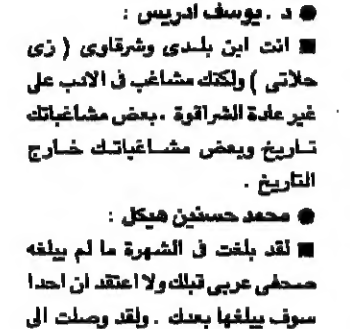 ● د . يوسف ادريس :
■ انت ابن بلدى وشرقاوى ( زى
حلاتى ) ولكنك مشاغب فى الادب على
غير عادة الشراقوة . بعض مشاغباتك
تاريخ وبعض مشاغباتك خارج
التاريخ .
● محمد حسنين هيكل :
■ لقد بلغت فى الشهرة ما لم يبلغه
صحفى عربى قبلك ولا اعتقد ان احدا
سوف يبلغها بعدك . ولقد وصلت الى